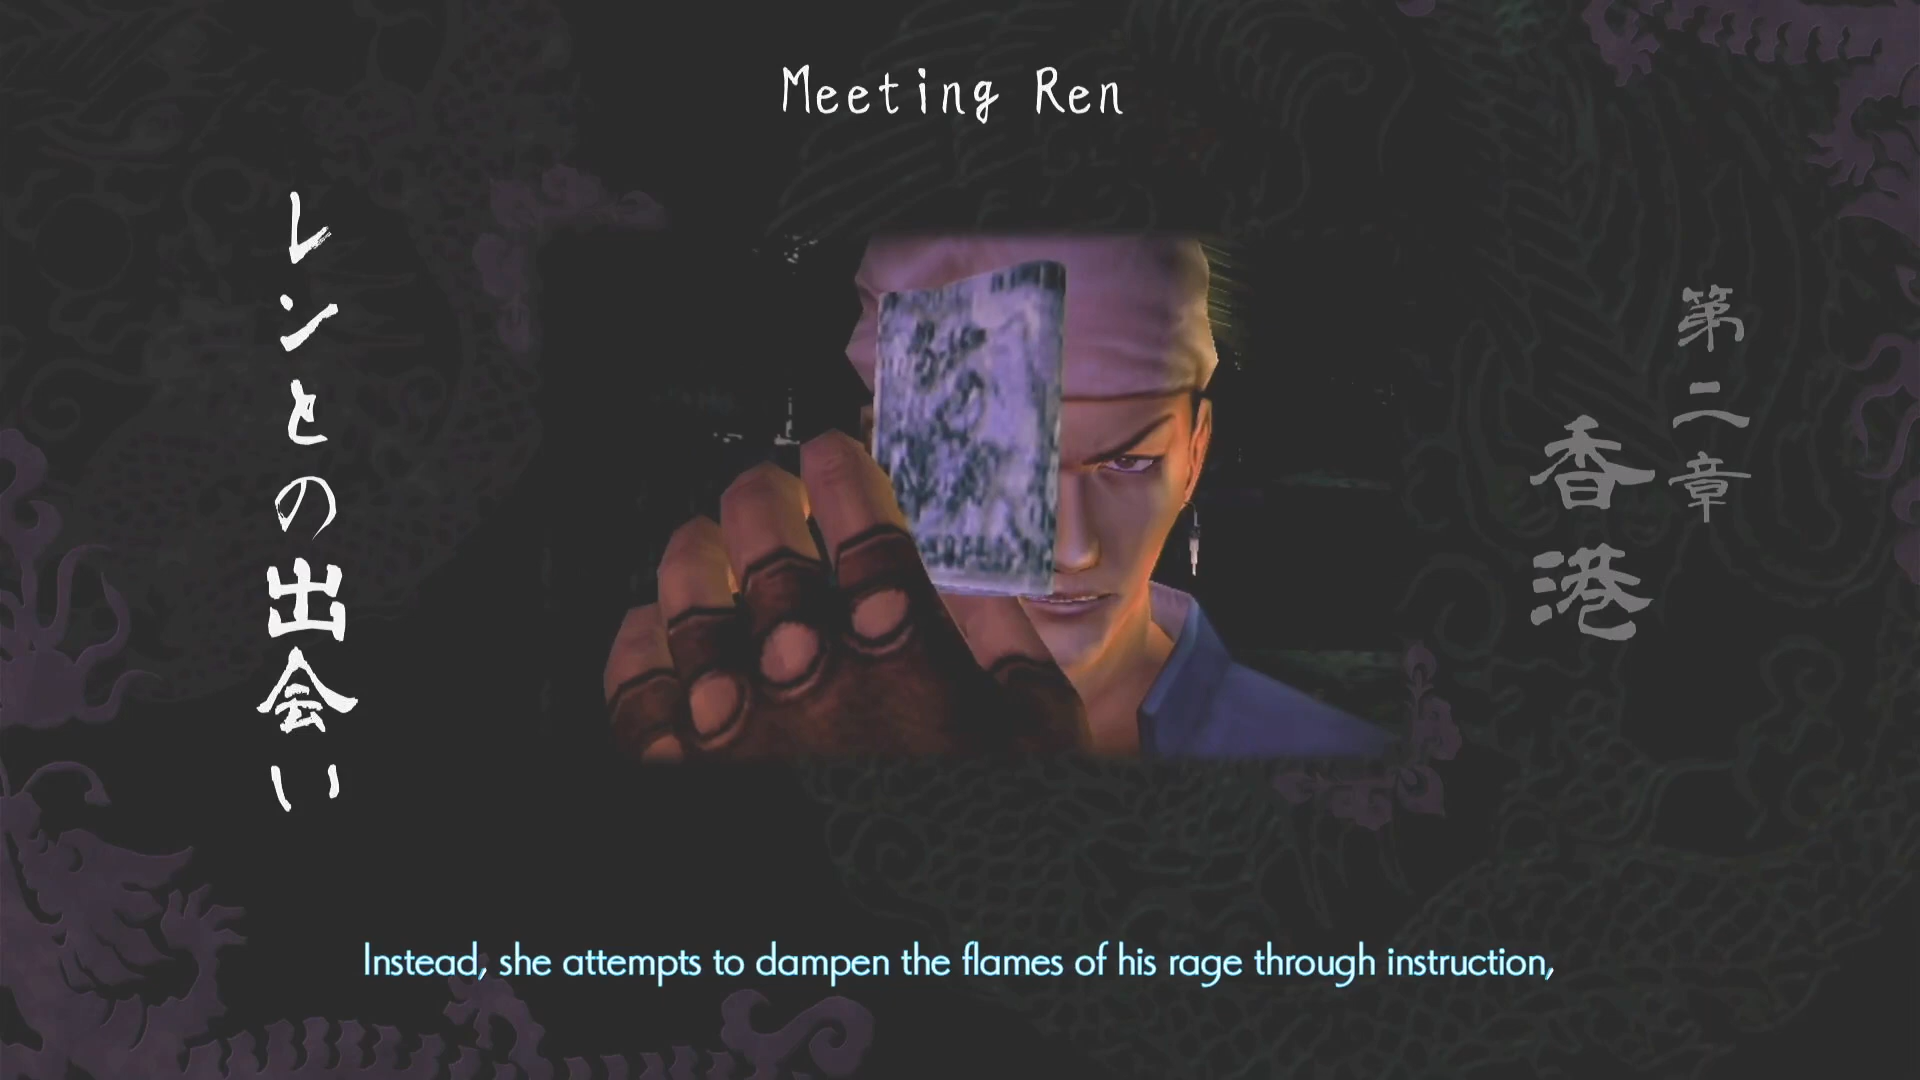 Meeting Ren
第二章
香港
レンとの出会い
Instead, she attempts to dampen the flames of his rage through instruction,